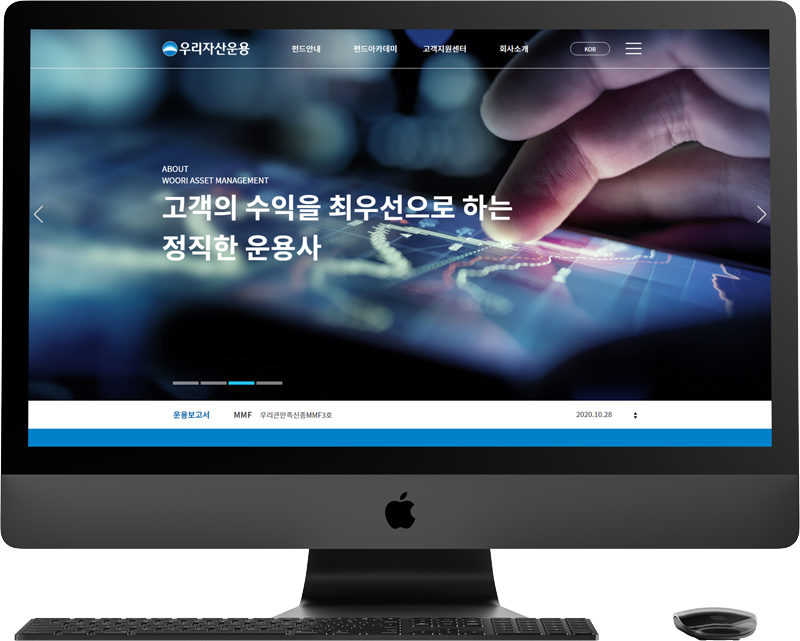 우리자산운용
펀드안내 펀드아카데미 고객지원센터 회사소개 KOR
ABOUT
WOORI ASSET MANAGEMENT
고객의 수익을 최우선으로 하는
정직한 운용사
운용보고서 MMF 우리큰만족신종MMF3호 2020.10.28